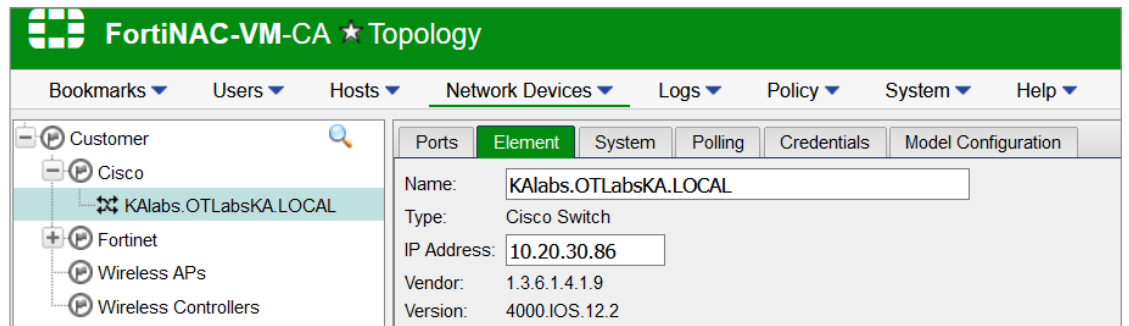 FortiNAC-VM-CA ★ Topology
Bookmarks Users Hosts Network Devices Logs Policy System Help
Customer
Cisco
KAlabs.OTLabsKA.LOCAL
Fortinet
Wireless APs
Wireless Controllers
Ports Element System Polling Credentials Model Configuration
Name: KAlabs.OTLabsKA.LOCAL
Type: Cisco Switch
IP Address: 10.20.30.86
Vendor: 1.3.6.1.4.1.9
Version: 4000.IOS.12.2